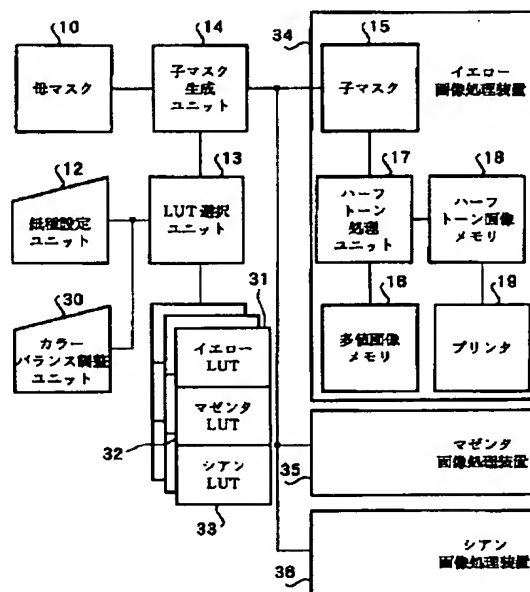 10
母マスク
14
子マスク
生成
ユニット
34
15
子マスク
イエロー
画像処理装置
12
紙種設定
ユニット
13
LUT選択
ユニット
17
ハーフ
トーン
処理
ユニット
18
ハーフ
トーン画像
メモリ
30
カラー
バランス調整
ユニット
31
イエロー
LUT
32
マゼンタ
LUT
シアン
LUT
33
16
多値画像
メモリ
19
プリンタ
35
マゼンタ
画像処理装置
36
シアン
画像処理装置